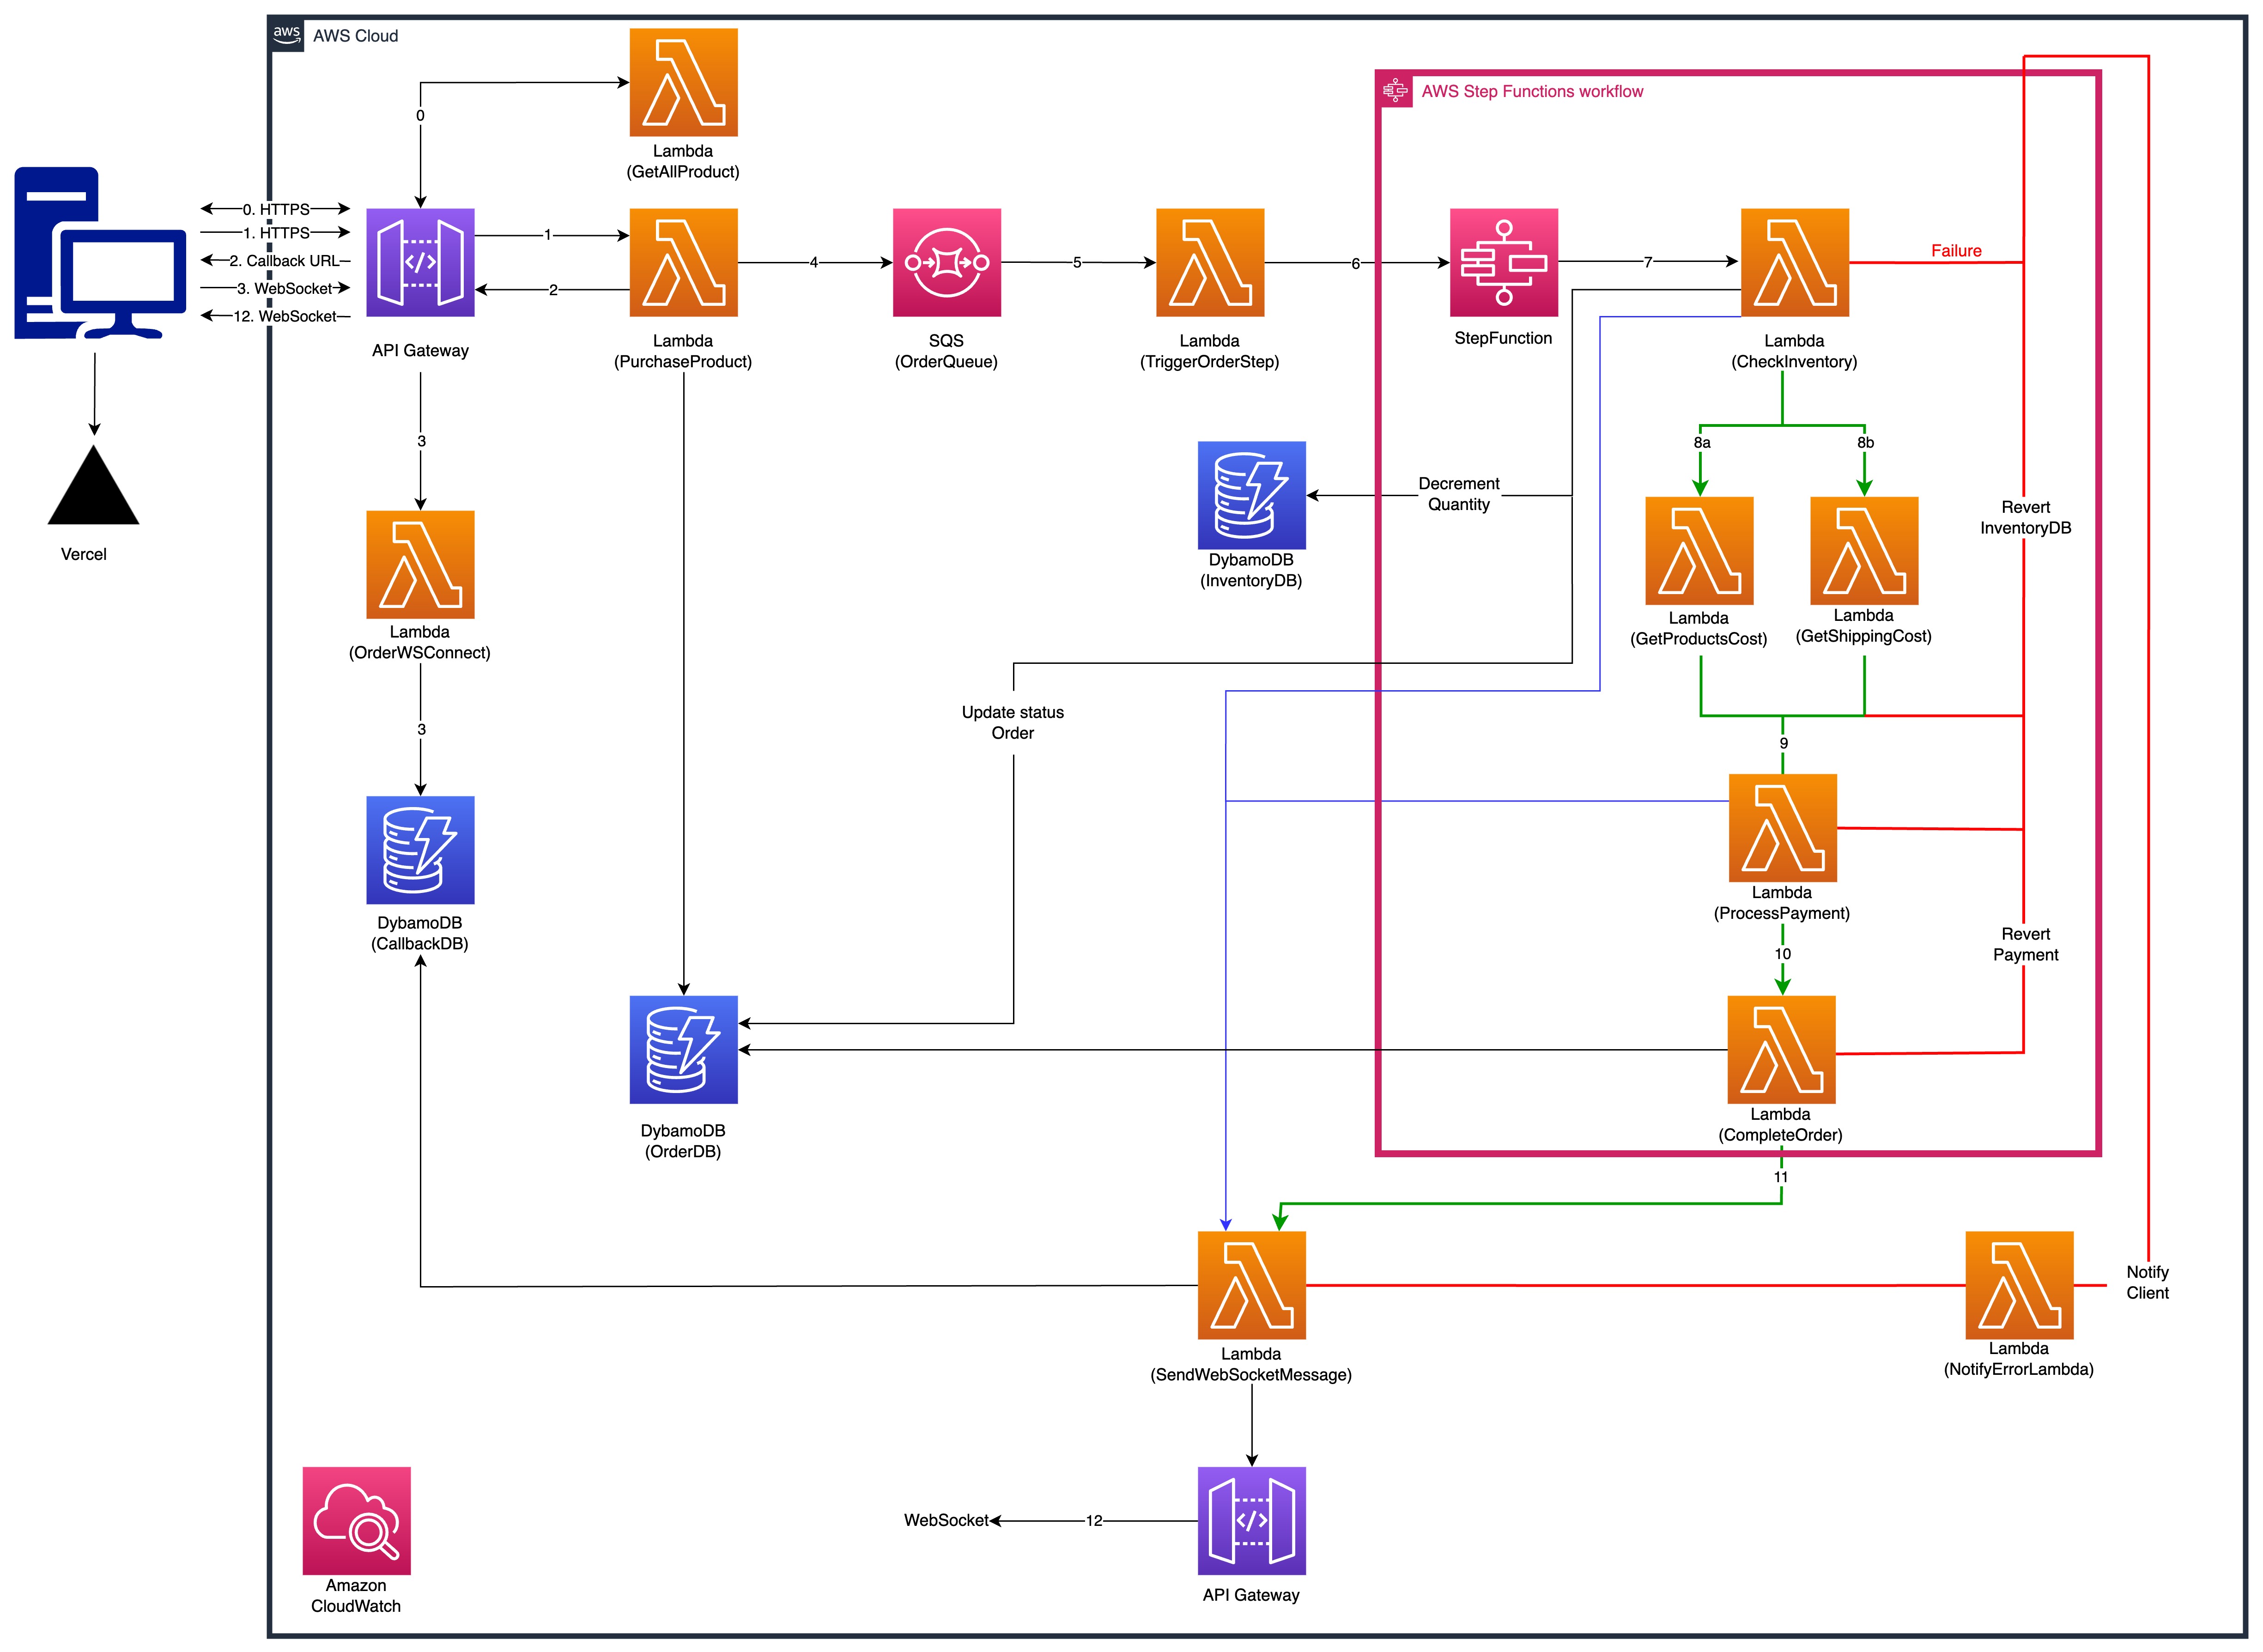 aws
AWS Cloud
AWS Step Functions workflow
0
Lambda
(GetAllProduct)
0. HTTPS
1. HTTPS
2. Callback URL
3. WebSocket
12. WebSocket
API Gateway
1
2
Lambda
(PurchaseProduct)
4
SQS
(OrderQueue)
5
Lambda
(TriggerOrderStep)
6
StepFunction
7
Lambda
(CheckInventory)
Failure
Vercel
3
Lambda
(OrderWSConnect)
3
DybamoDB
(CallbackDB)
DybamoDB
(InventoryDB)
Decrement
Quantity
8a
8b
Lambda
(GetProductsCost)
Lambda
(GetShippingCost)
Revert
InventoryDB
Update status
Order
9
Lambda
(ProcessPayment)
10
Revert
Payment
DybamoDB
(OrderDB)
Lambda
(CompleteOrder)
11
Lambda
(SendWebSocketMessage)
Lambda
(NotifyErrorLambda)
Notify
Client
WebSocket
12
API Gateway
Amazon
CloudWatch